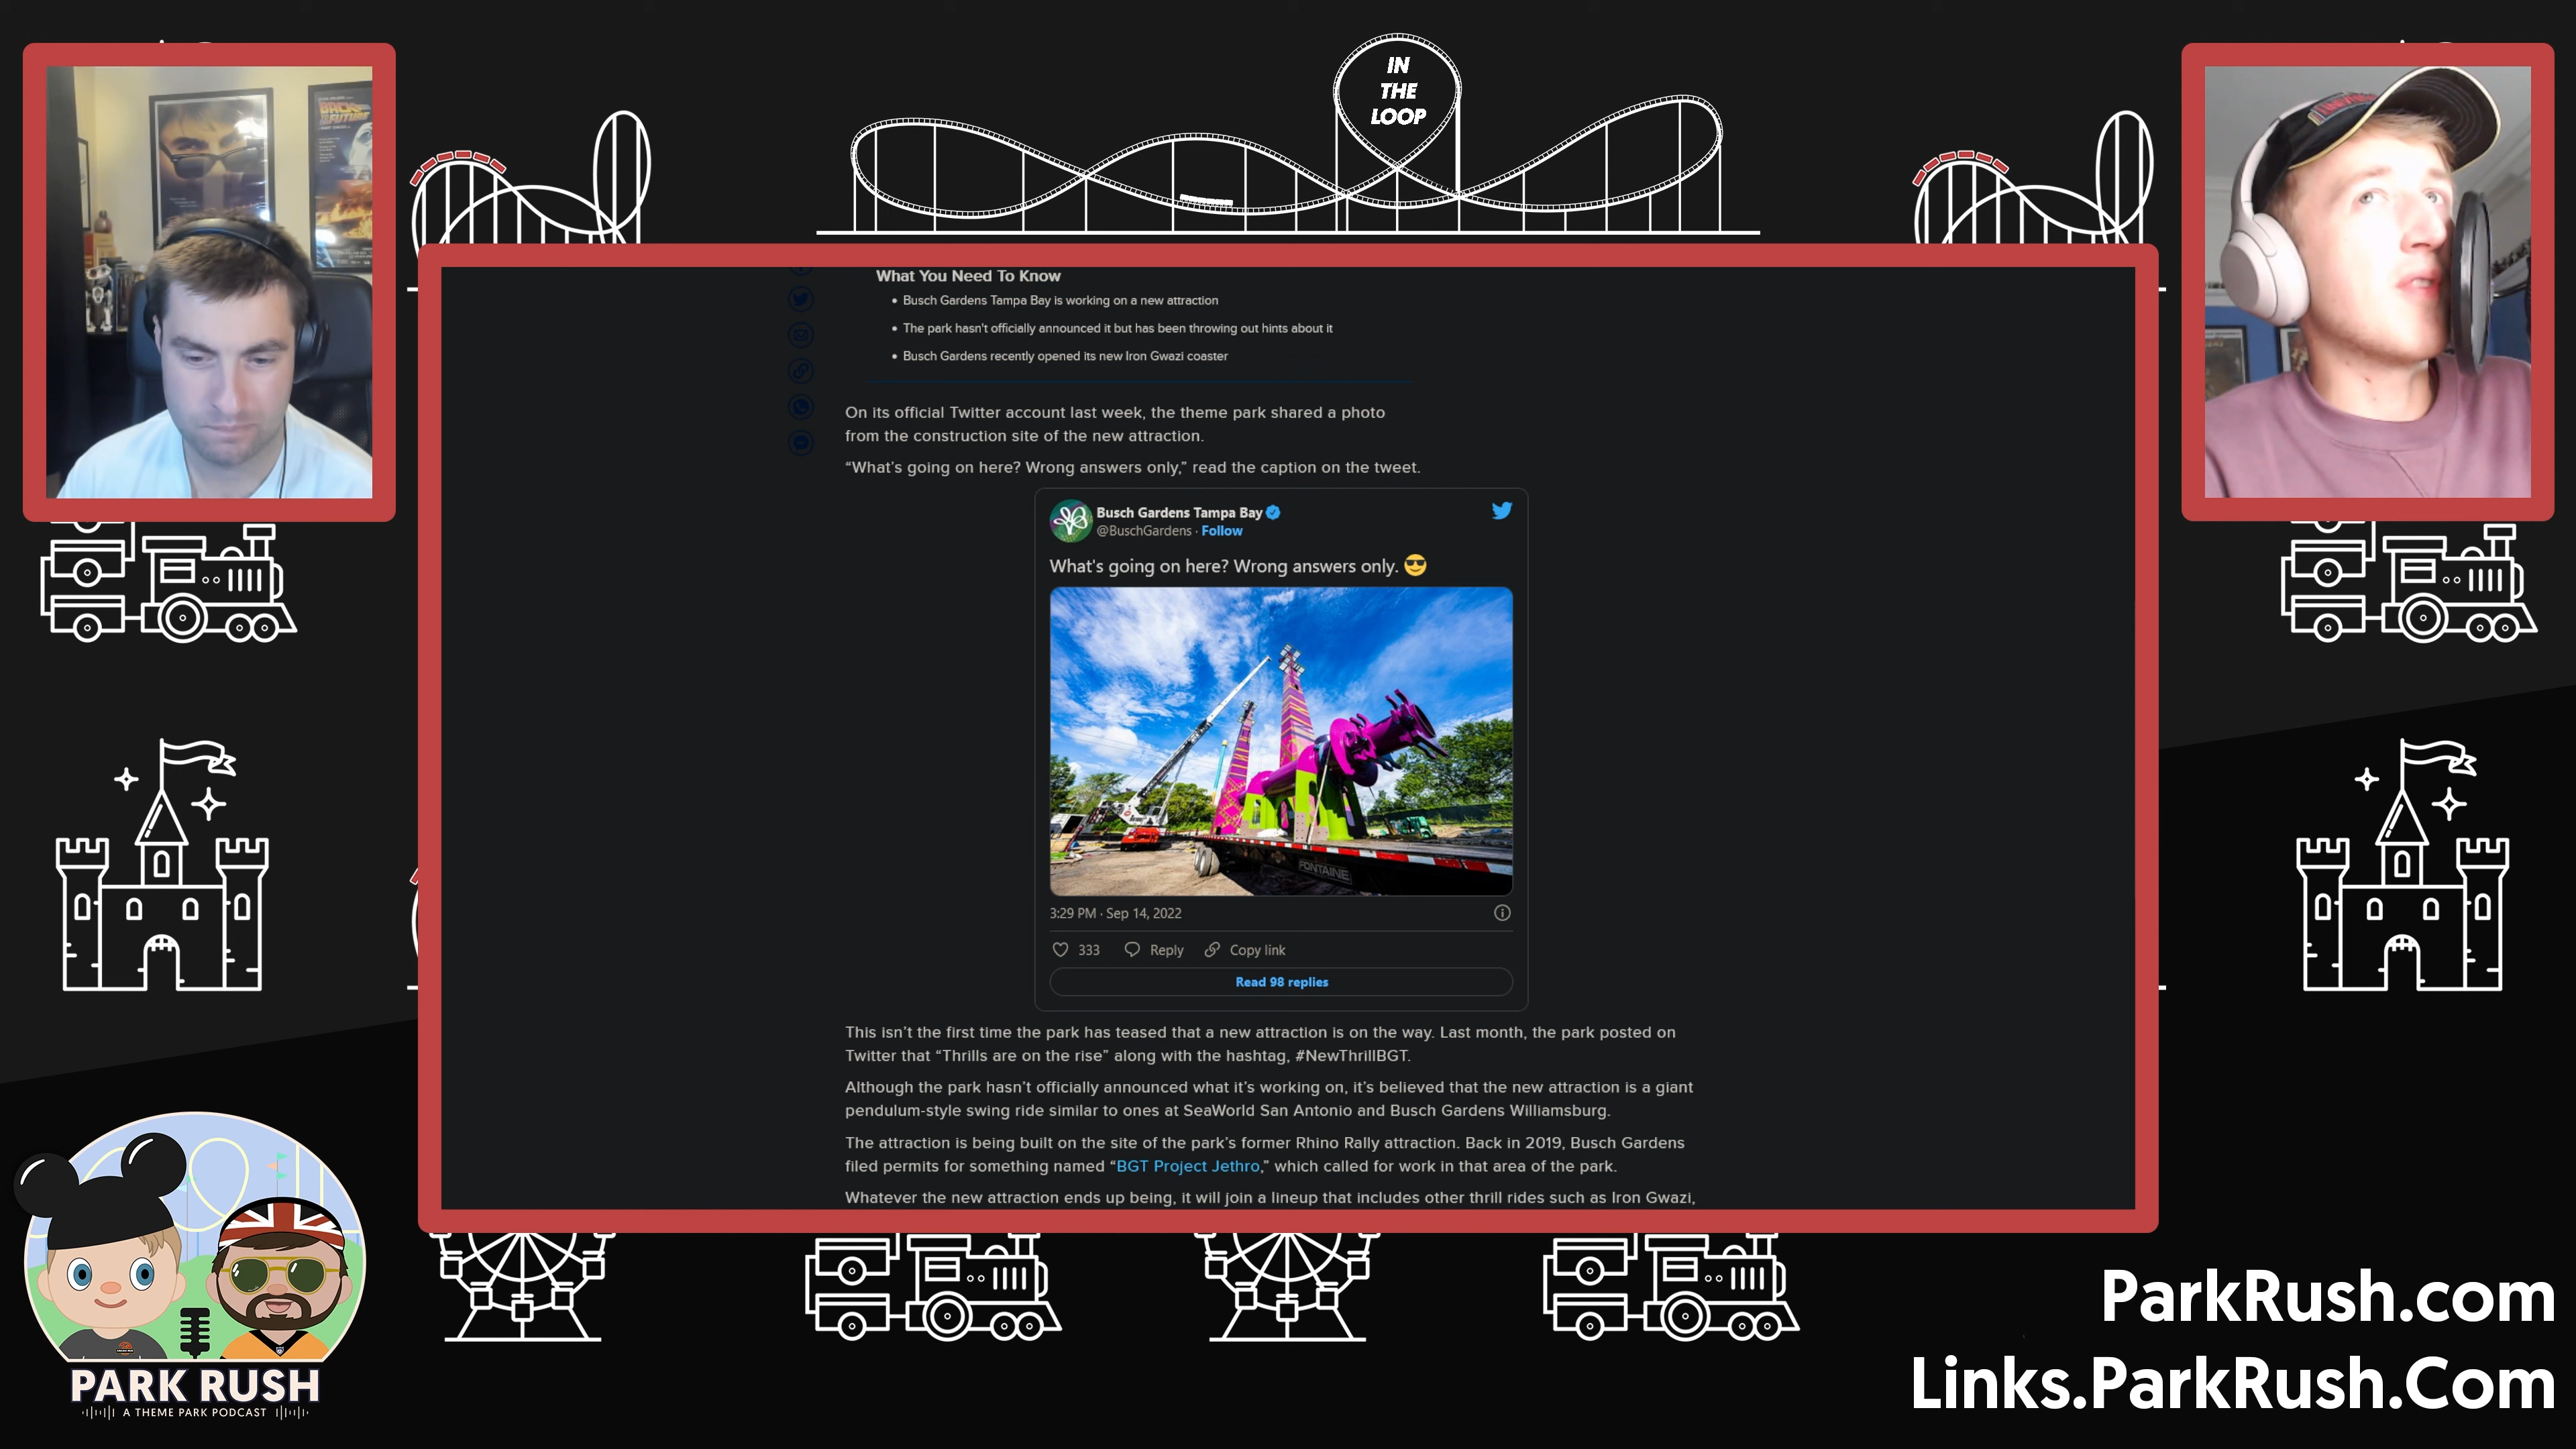 BACK
TO THE
FUTURE
IN
THE
LOOP
What You Need To Know
• Busch Gardens Tampa Bay is working on a new attraction
• The park hasn't officially announced it but has been throwing out hints about it
• Busch Gardens recently opened its new Iron Gwazi coaster
On its official Twitter account last week, the theme park shared a photo
from the construction site of the new attraction.
“What’s going on here? Wrong answers only,” read the caption on the tweet.
Busch Gardens Tampa Bay
@BuschGardens · Follow
What's going on here? Wrong answers only. 😎
FONTAINE
3:29 PM · Sep 14, 2022
333 Reply Copy link
Read 98 replies
This isn’t the first time the park has teased that a new attraction is on the way. Last month, the park posted on
Twitter that “Thrills are on the rise” along with the hashtag, #NewThrillBGT.
Although the park hasn’t officially announced what it’s working on, it’s believed that the new attraction is a giant
pendulum-style swing ride similar to ones at SeaWorld San Antonio and Busch Gardens Williamsburg.
The attraction is being built on the site of the park’s former Rhino Rally attraction. Back in 2019, Busch Gardens
filed permits for something named “BGT Project Jethro,” which called for work in that area of the park.
Whatever the new attraction ends up being, it will join a lineup that includes other thrill rides such as Iron Gwazi,
PARK RUSH
A THEME PARK PODCAST
ParkRush.com
Links.ParkRush.Com